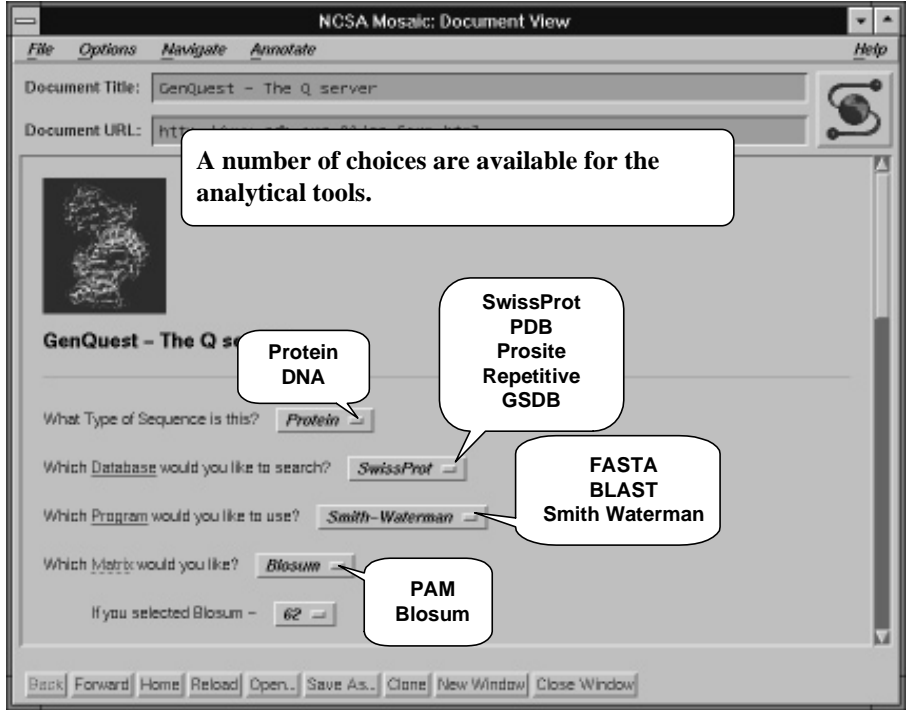 NCSA Mosaic: Document View
File Options Navigate Annotate Help
Document Title: GenQuest - The Q server
Document URL:
A number of choices are available for the
analytical tools.
SwissProt
PDB
Prosite
Repetitive
GSDB
GenQuest – The Q
Protein
DNA
What Type of Sequence is this? Protein
Which Database would you like to search? SwissProt
FASTA
BLAST
Smith Waterman
Which Program would you like to use? Smith-Waterman
Which Matrix would you like? Blosum
PAM
Blosum
If you selected Blosum – 62
Back Forward Home Reload Open... Save As... Clone New Window Close Window